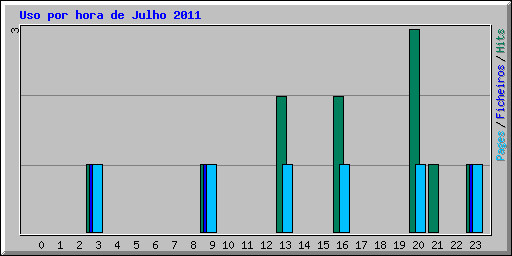 Uso por hora de Julho 2011
3
Pages / Ficheiros / Hits
0 1 2 3 4 5 6 7 8 9 10 11 12 13 14 15 16 17 18 19 20 21 22 23